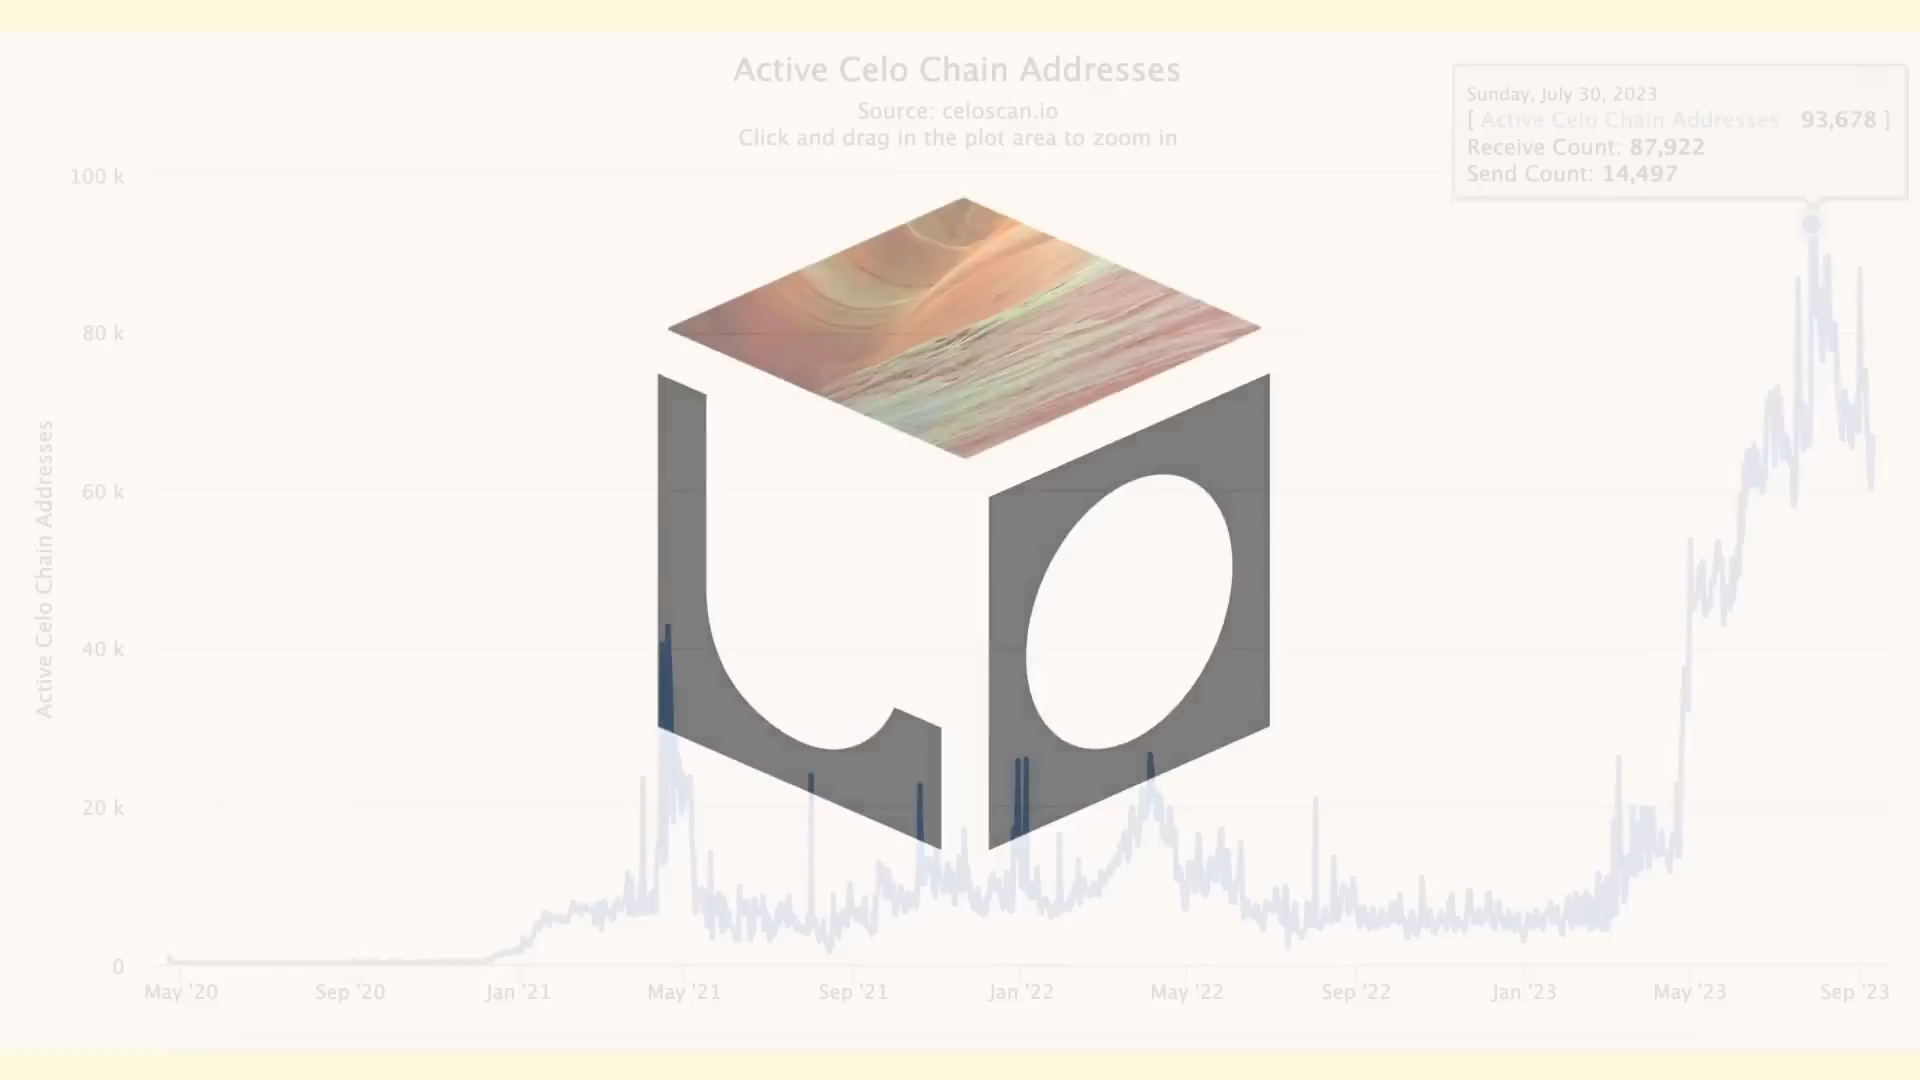 Active Celo Chain Addresses
Source: celoscan.io
Click and drag in the plot area to zoom in
Sunday, July 30, 2023
[ Active Celo Chain Addresses : 93,678 ]
Receive Count: 87,922
Send Count: 14,497
Active Celo Chain Addresses
100 k
80 k
60 k
40 k
20 k
0
May '20
Sep '20
Jan '21
May '21
Sep '21
Jan '22
May '22
Sep '22
Jan '23
May '23
Sep '23